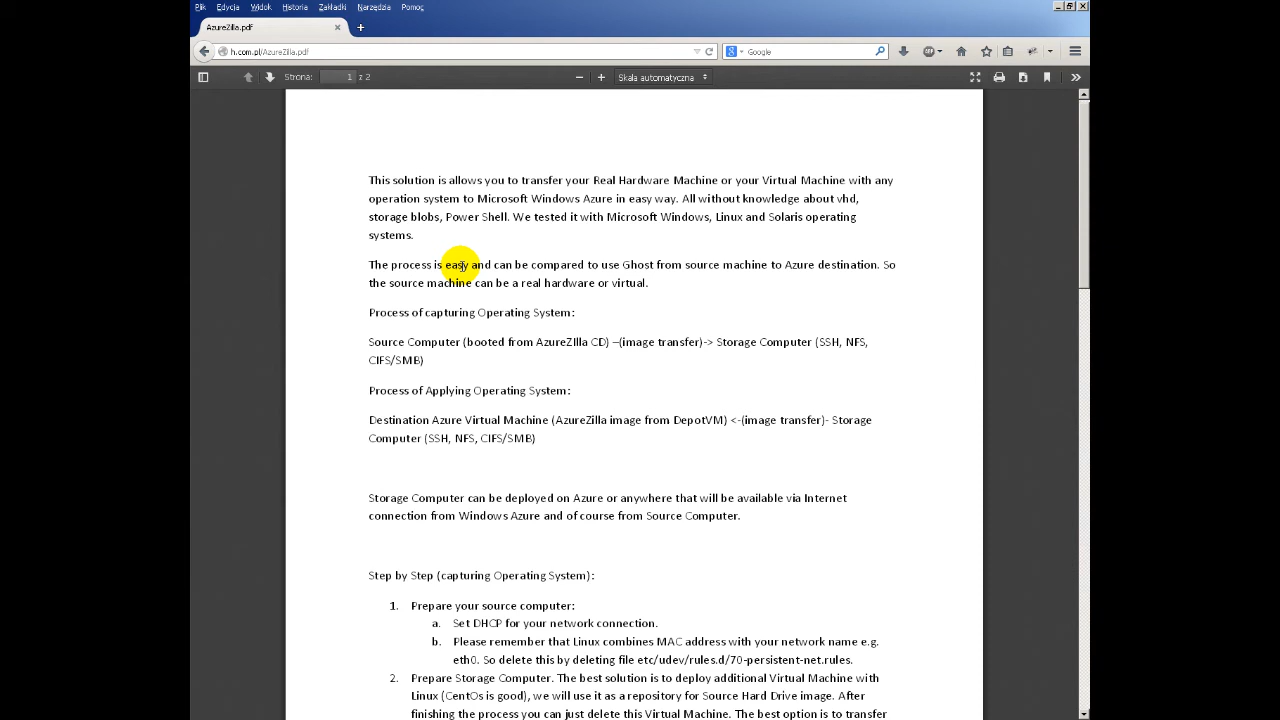 Plik Edycja Widok Historia Zakładki Narzędzia Pomoc
AzureZilla.pdf
h.com.pl/AzureZilla.pdf Google
Strona: 1 z 2 Skala automatyczna
This solution is allows you to transfer your Real Hardware Machine or your Virtual Machine with any
operation system to Microsoft Windows Azure in easy way. All without knowledge about vhd,
storage blobs, Power Shell. We tested it with Microsoft Windows, Linux and Solaris operating
systems.
The process is easy and can be compared to use Ghost from source machine to Azure destination. So
the source machine can be a real hardware or virtual.
Process of capturing Operating System:
Source Computer (booted from AzureZIlla CD) –(image transfer)-> Storage Computer (SSH, NFS,
CIFS/SMB)
Process of Applying Operating System:
Destination Azure Virtual Machine (AzureZilla image from DepotVM) <-(image transfer)- Storage
Computer (SSH, NFS, CIFS/SMB)
Storage Computer can be deployed on Azure or anywhere that will be available via Internet
connection from Windows Azure and of course from Source Computer.
Step by Step (capturing Operating System):
1. Prepare your source computer:
a. Set DHCP for your network connection.
b. Please remember that Linux combines MAC address with your network name e.g.
eth0. So delete this by deleting file etc/udev/rules.d/70-persistent-net.rules.
2. Prepare Storage Computer. The best solution is to deploy additional Virtual Machine with
Linux (CentOs is good), we will use it as a repository for Source Hard Drive image. After
finishing the process you can just delete this Virtual Machine. The best option is to transfer